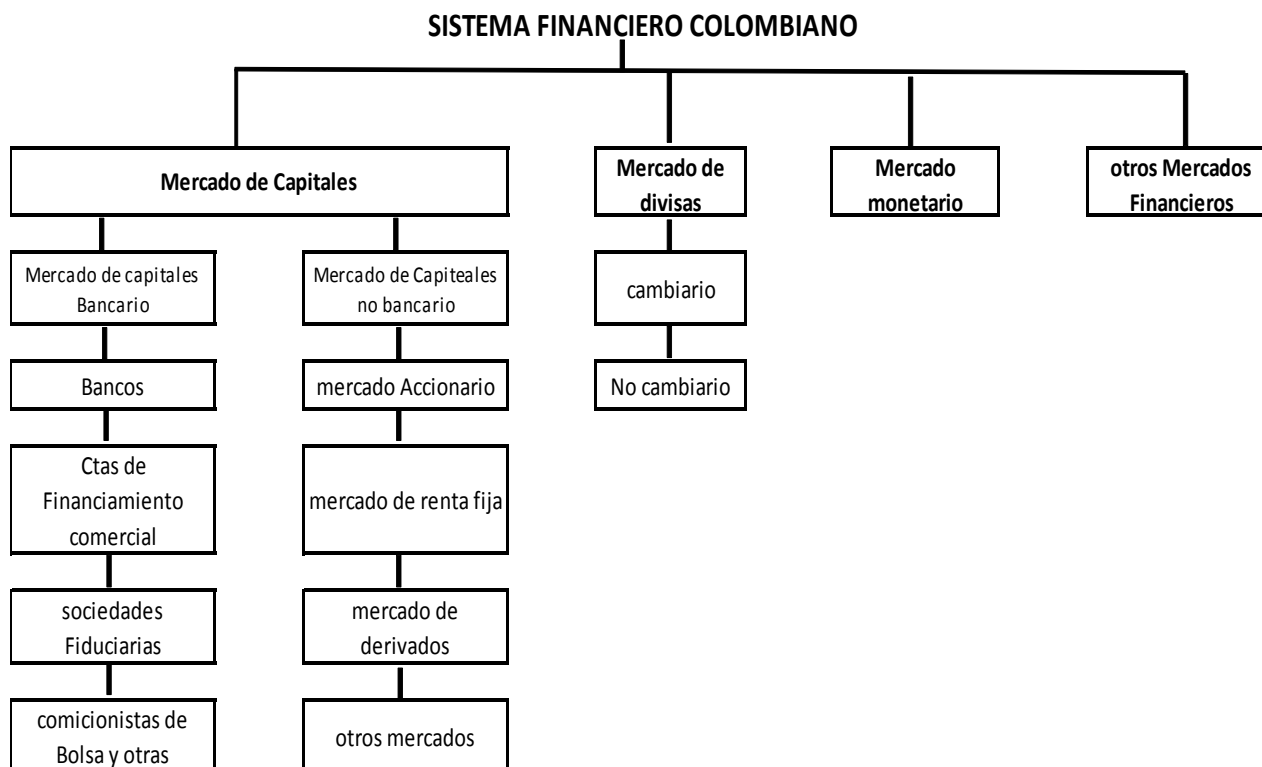 SISTEMA FINANCIERO COLOMBIANO
Mercado de Capitales
Mercado de
divisas
Mercado
monetario
otros Mercados
Financieros
Mercado de capitales
Bancario
Mercado de Capiteales
no bancario
cambiario
Bancos
mercado Accionario
No cambiario
Ctas de
Financiamiento
comercial
mercado de renta fija
sociedades
Fiduciarias
mercado de
derivados
comicionistas de
Bolsa y otras
otros mercados